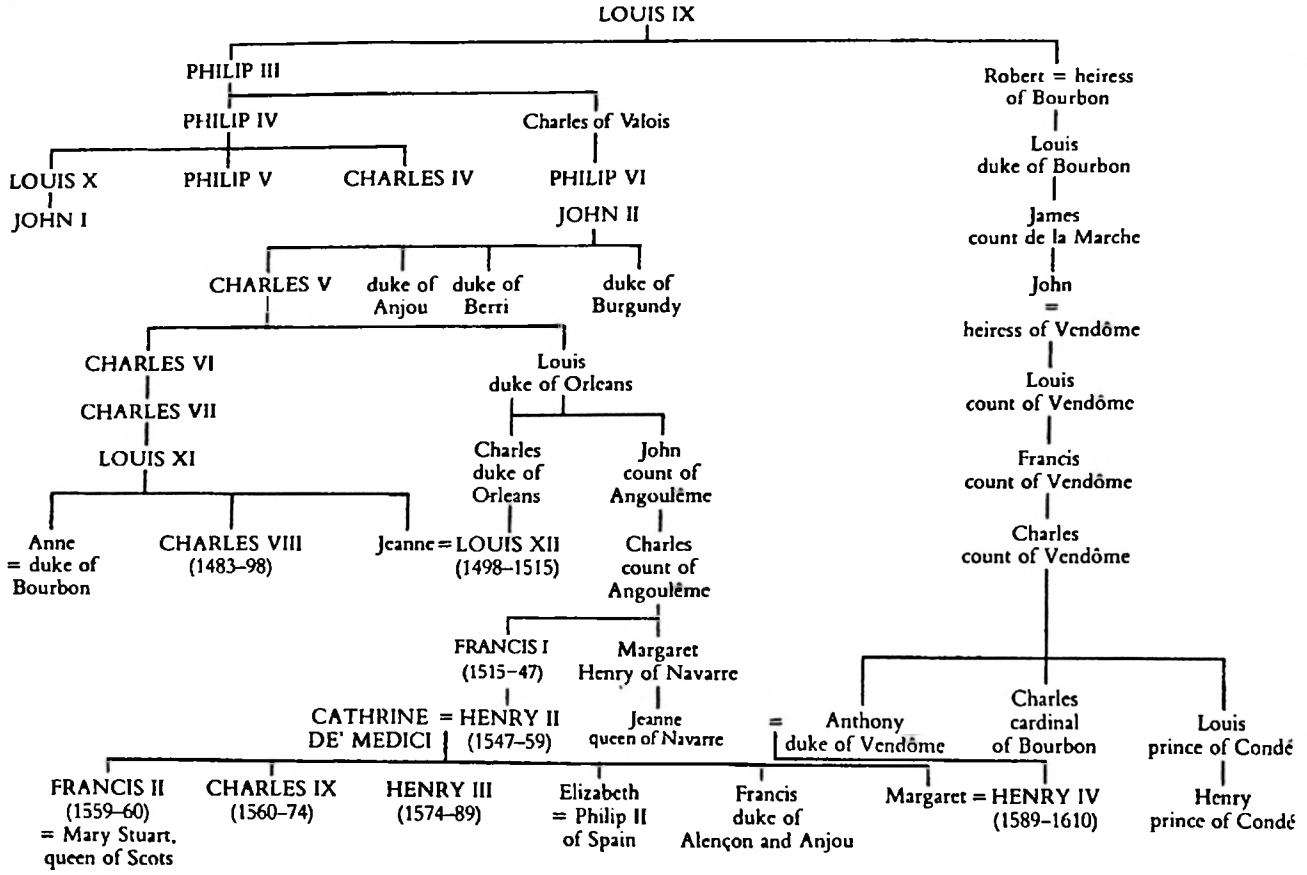 LOUIS IX
PHILIP III
Robert = heiress
of Bourbon
PHILIP IV
Charles of Valois
Louis
duke of Bourbon
LOUIS X
PHILIP V
CHARLES IV
PHILIP VI
JOHN I
JOHN II
James
count de la Marche
CHARLES V
duke of
Anjou
duke of
Berri
duke of
Burgundy
John
=
heiress of Vendôme
CHARLES VI
Louis
duke of Orleans
Louis
count of Vendôme
CHARLES VII
LOUIS XI
Charles
duke of
Orleans
John
count of
Angoulême
Francis
count of Vendôme
Anne
= duke of
Bourbon
CHARLES VIII
(1483–98)
Jeanne = LOUIS XII
(1498–1515)
Charles
count of
Angoulême
Charles
count of Vendôme
FRANCIS I
(1515–47)
Margaret
Henry of Navarre
CATHRINE = HENRY II
DE' MEDICI (1547–59)
Jeanne
queen of Navarre
= Anthony
duke of Vendôme
Charles
cardinal
of Bourbon
Louis
prince of Condé
FRANCIS II
(1559–60)
= Mary Stuart,
queen of Scots
CHARLES IX
(1560–74)
HENRY III
(1574–89)
Elizabeth
= Philip II
of Spain
Francis
duke of
Alençon and Anjou
Margaret = HENRY IV
(1589–1610)
Henry
prince of Condé